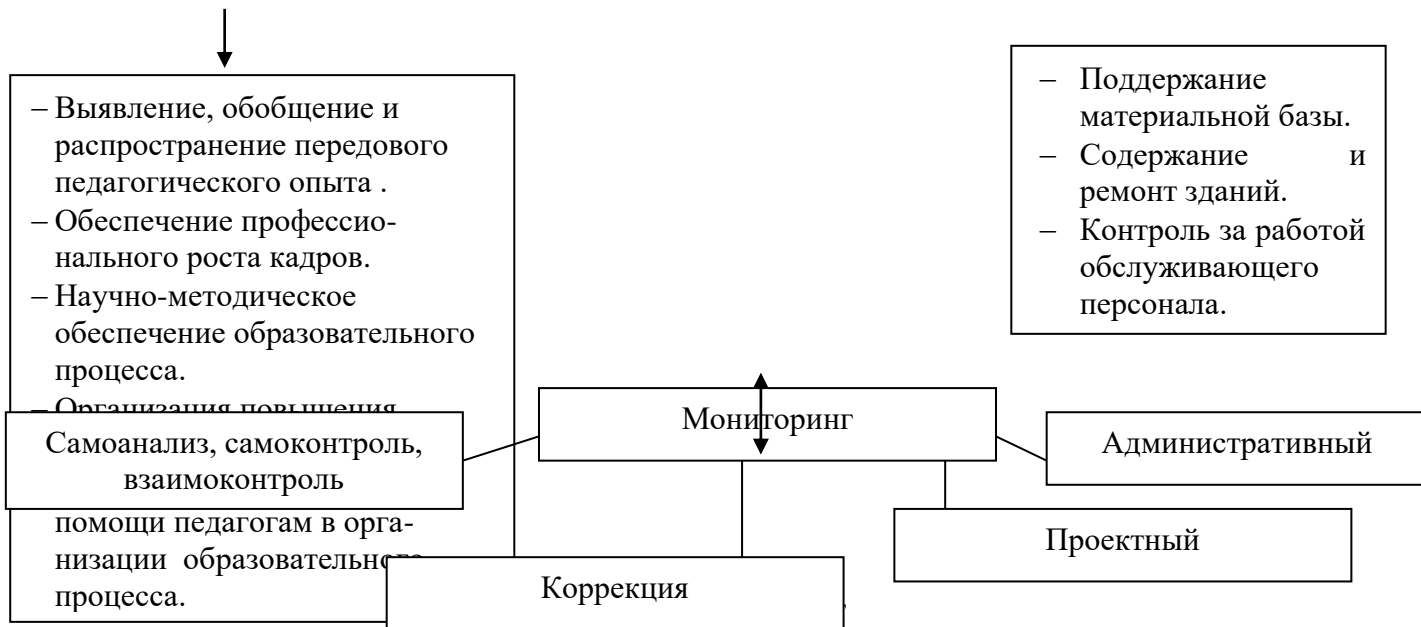 – Выявление, обобщение и
распространение передового
педагогического опыта .
– Обеспечение профессио-
нального роста кадров.
– Научно-методическое
обеспечение образовательного
процесса.
– Организация повышения
помощи педагогам в орга-
низации образовательного
процесса.
– Поддержание
материальной базы.
– Содержание и
ремонт зданий.
– Контроль за работой
обслуживающего
персонала.
Мониторинг
Самоанализ, самоконтроль,
взаимоконтроль
Административный
Проектный
Коррекция